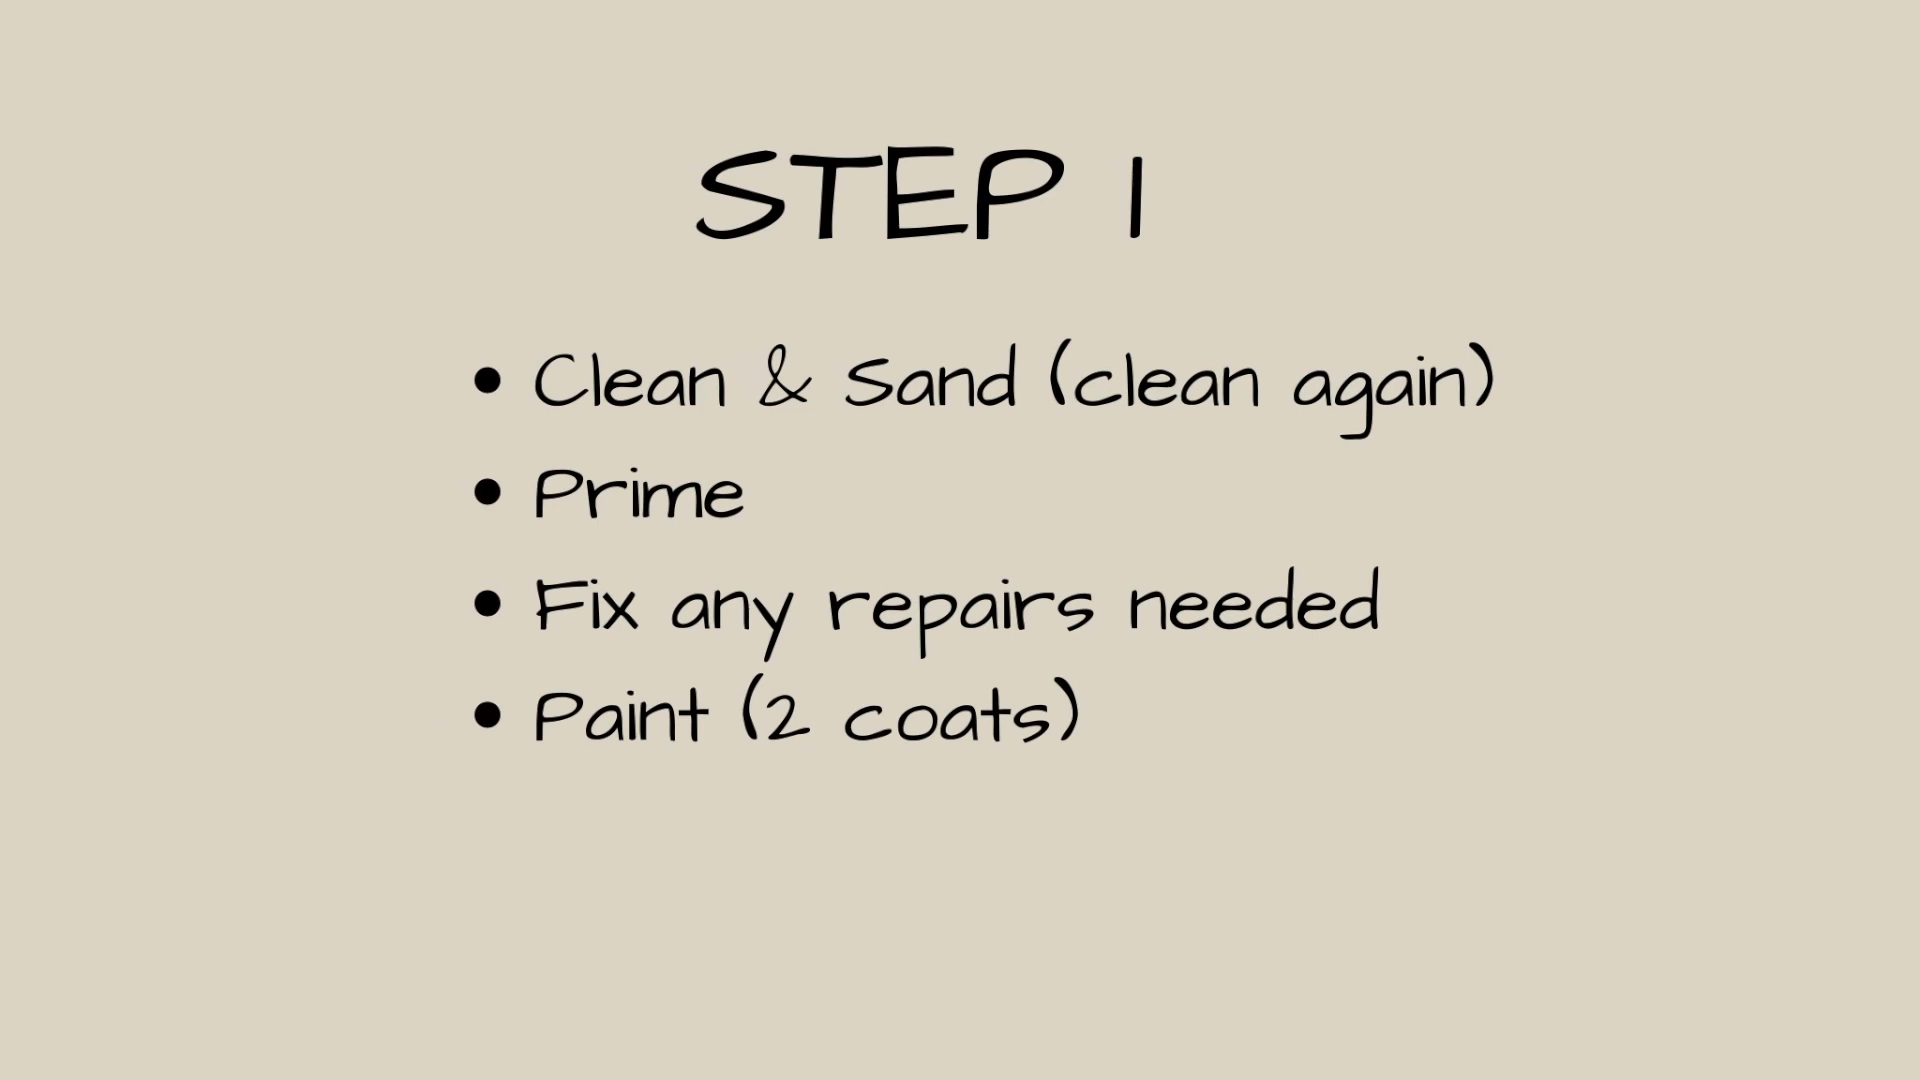 STEP 1
• Clean & Sand (clean again)
• Prime
• Fix any repairs needed
• Paint (2 coats)